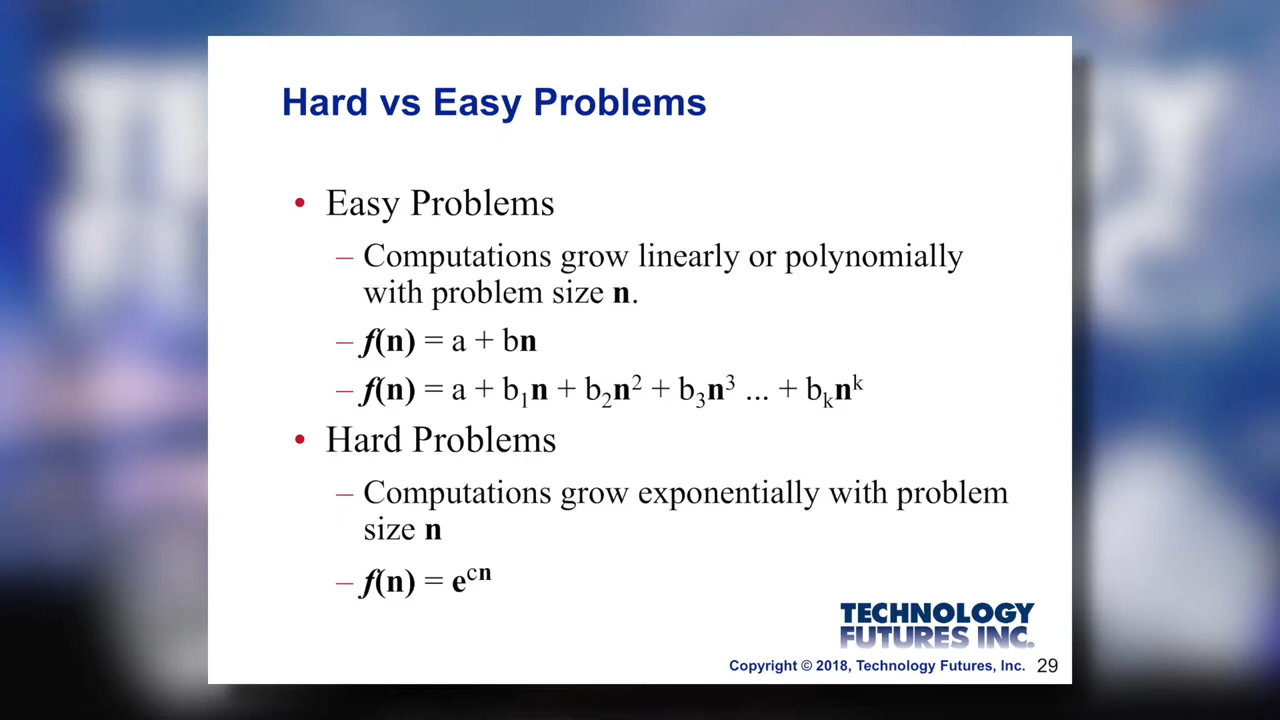 Hard vs Easy Problems
• Easy Problems
– Computations grow linearly or polynomially
with problem size n.
– f(n) = a + bn
– f(n) = a + b₁n + b₂n² + b₃n³ ... + bₖnᵏ
• Hard Problems
– Computations grow exponentially with problem
size n
– f(n) = eᶜⁿ
TECHNOLOGY
FUTURES INC.
Copyright © 2018, Technology Futures, Inc. 29